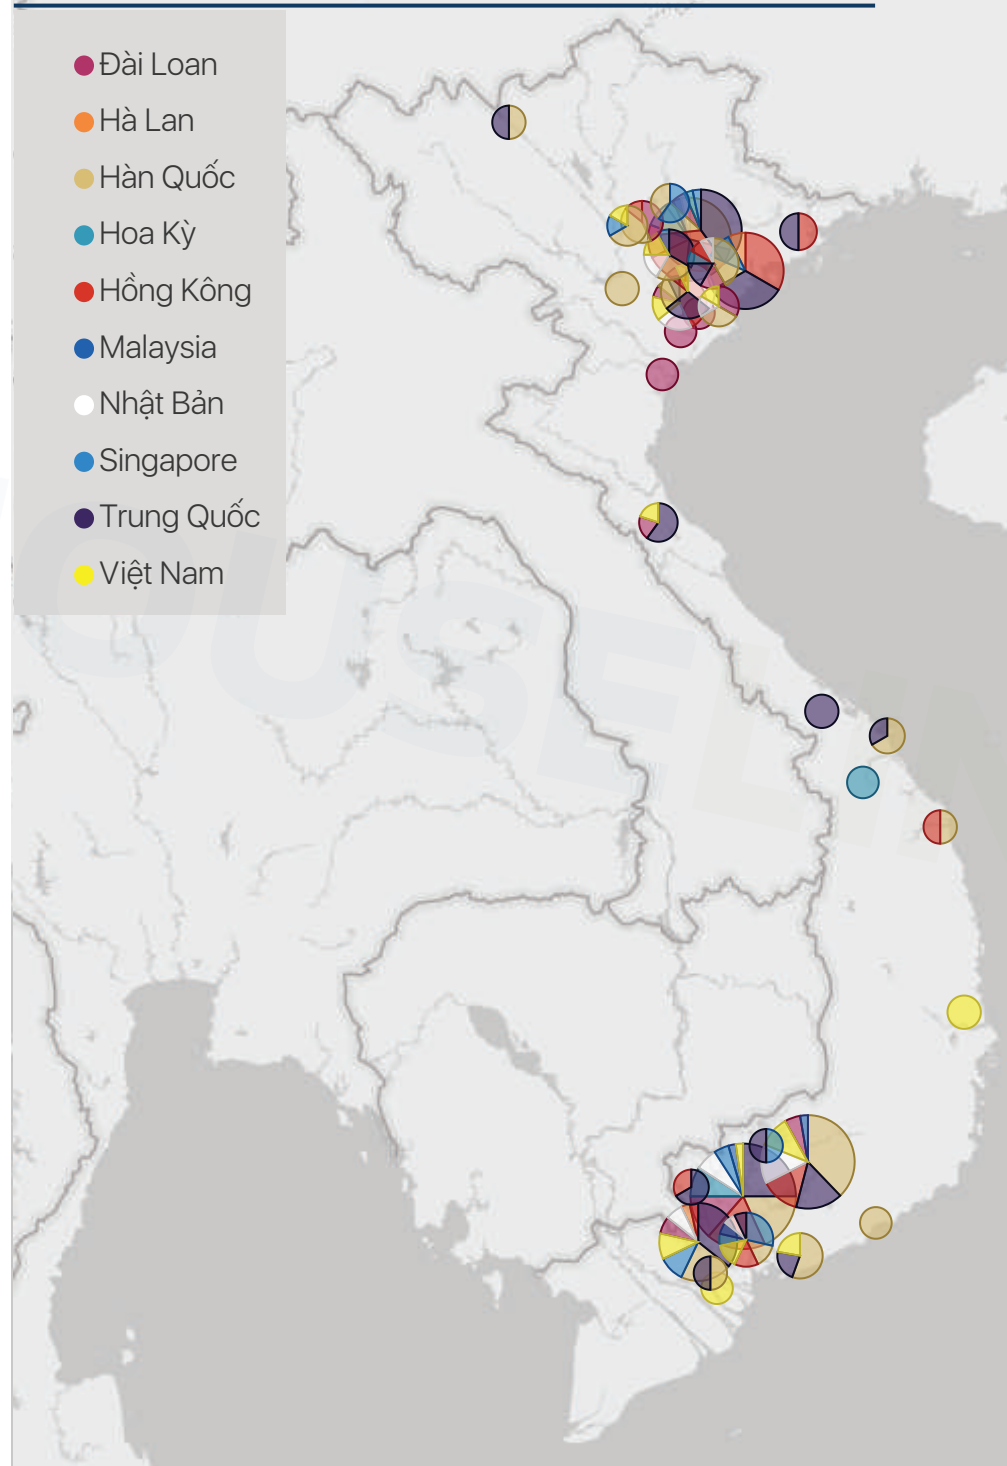 Đài Loan
Hà Lan
Hàn Quốc
Hoa Kỳ
Hồng Kông
Malaysia
Nhật Bản
Singapore
Trung Quốc
Việt Nam